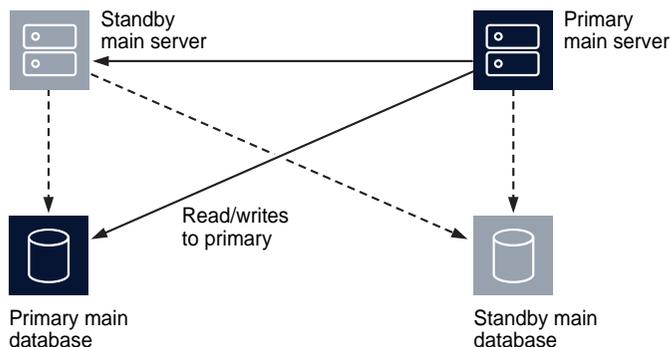 Standby
main server
Primary
main server
Read/writes
to primary
Primary main
database
Standby main
database